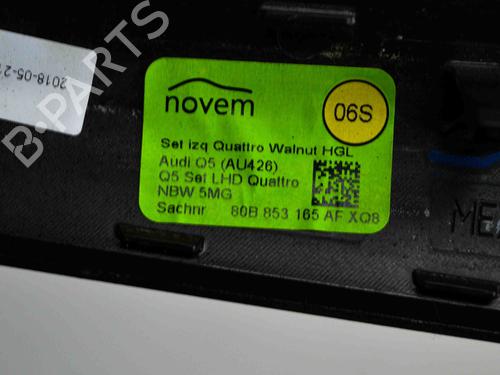 2018-05-2
novem
06S
Set izq Quattro Walnut HGL
Audi Q5 (AU426)
Q5 Set LHD Quattro
NBW 5MG
Sachnr 80B 853 165 AF XQ8
B-PARTS